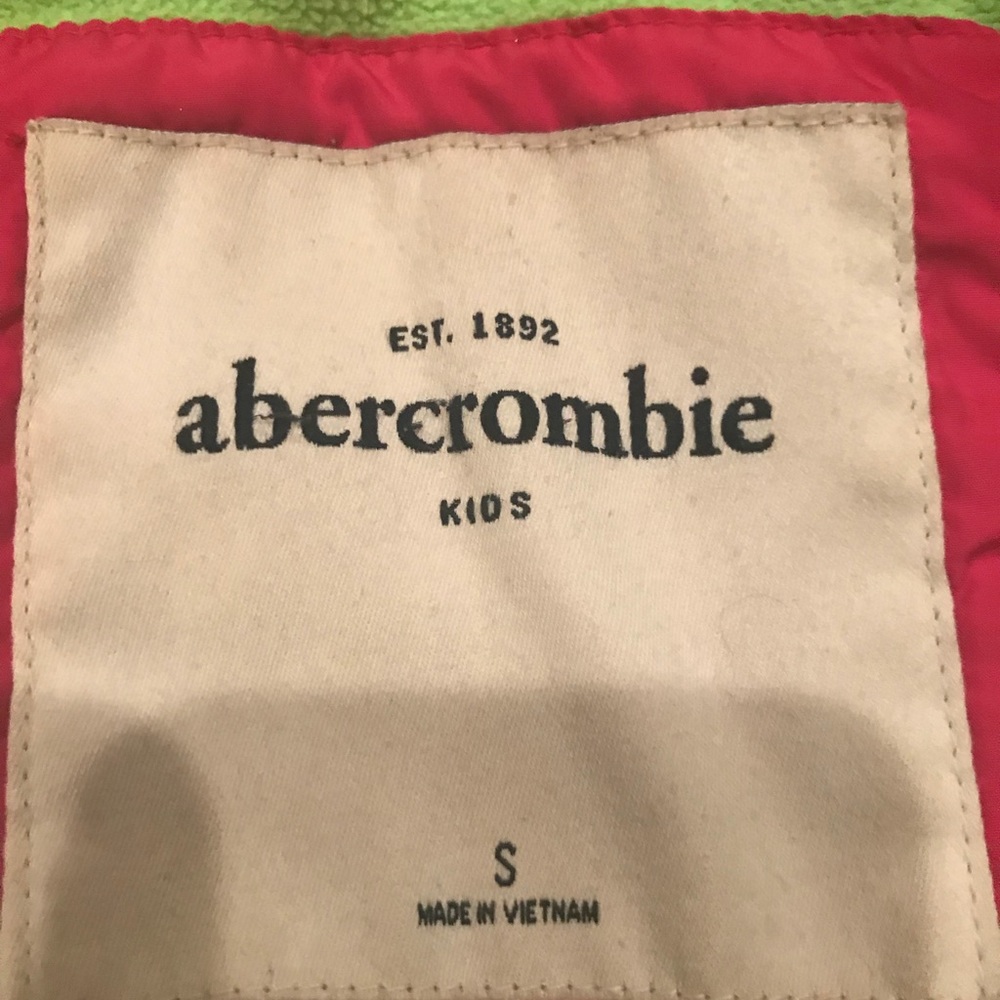 EST. 1892
abercrombie
KIDS
S
MADE IN VIETNAM